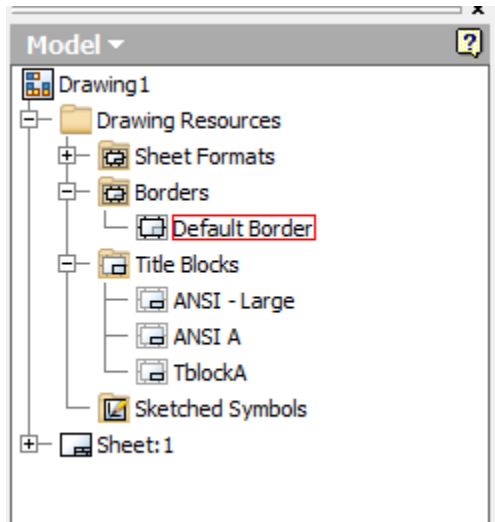 Model
Drawing1
Drawing Resources
Sheet Formats
Borders
Default Border
Title Blocks
ANSI - Large
ANSI A
TblockA
Sketched Symbols
Sheet:1